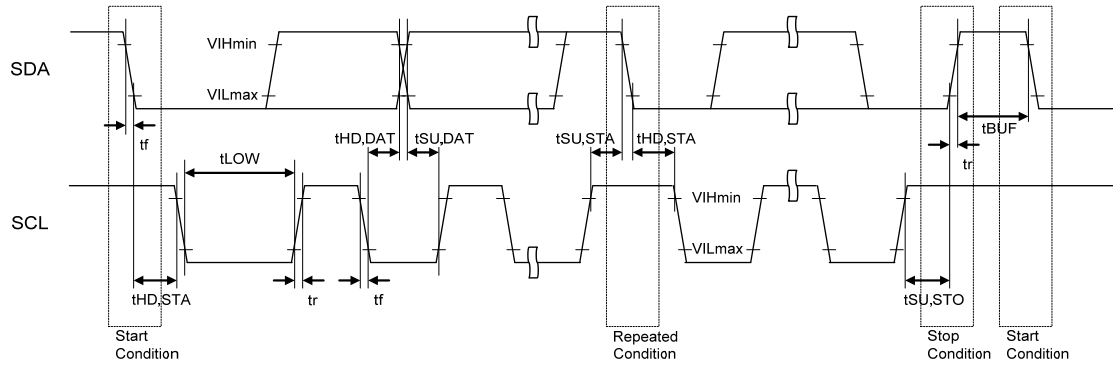 VIHmin
SDA
VILmax
tf
tHD,DAT
tSU,DAT
tSU,STA
tHD,STA
tBUF
tr
tLOW
SCL
VIHmin
VILmax
tHD,STA
tr
tf
tSU,STO
Start
Condition
Repeated
Condition
Stop
Condition
Start
Condition